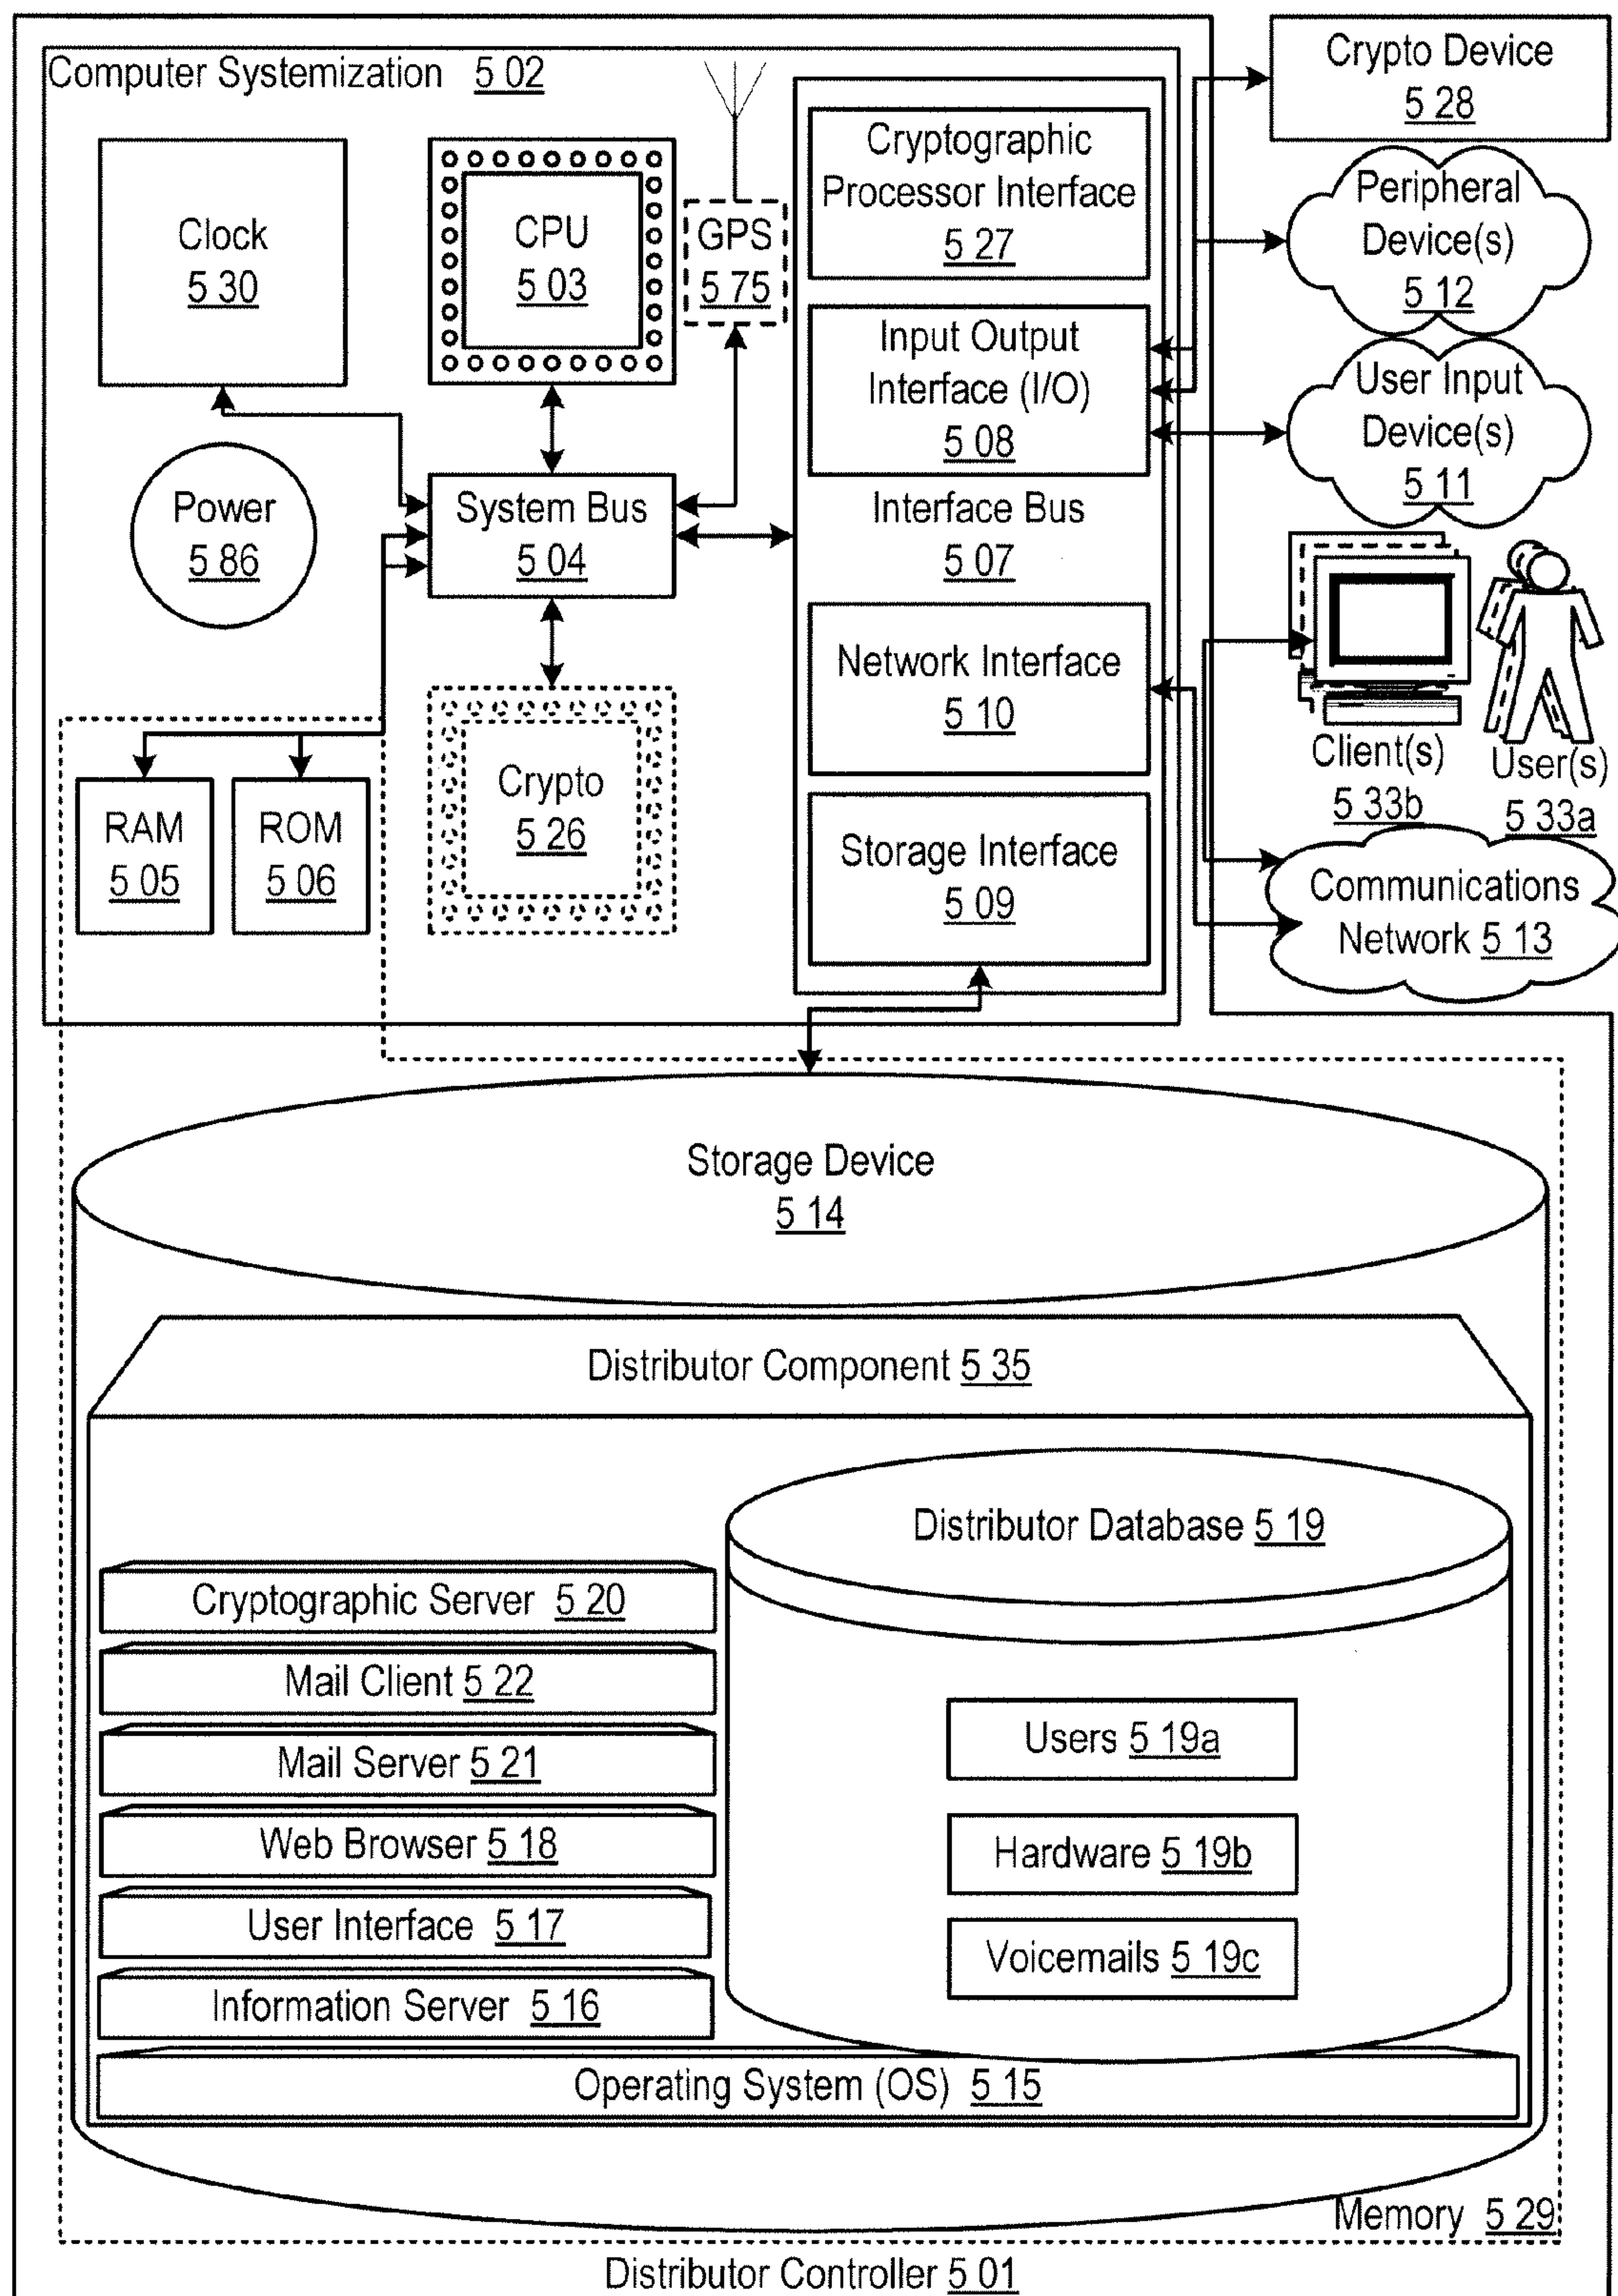 Computer Systemization 5 02
Clock
5 30
CPU
5 03
GPS
5 75
Cryptographic
Processor Interface
5 27
Input Output
Interface (I/O)
5 08
Interface Bus
5 07
Network Interface
5 10
Storage Interface
5 09
Power
5 86
System Bus
5 04
RAM
5 05
ROM
5 06
Crypto
5 26
Crypto Device
5 28
Peripheral
Device(s)
5 12
User Input
Device(s)
5 11
Client(s)
5 33b
User(s)
5 33a
Communications
Network 5 13
Storage Device
5 14
Distributor Component 5 35
Distributor Database 5 19
Cryptographic Server 5 20
Mail Client 5 22
Mail Server 5 21
Web Browser 5 18
User Interface 5 17
Information Server 5 16
Users 5 19a
Hardware 5 19b
Voicemails 5 19c
Operating System (OS) 5 15
Memory 5 29
Distributor Controller 5 01